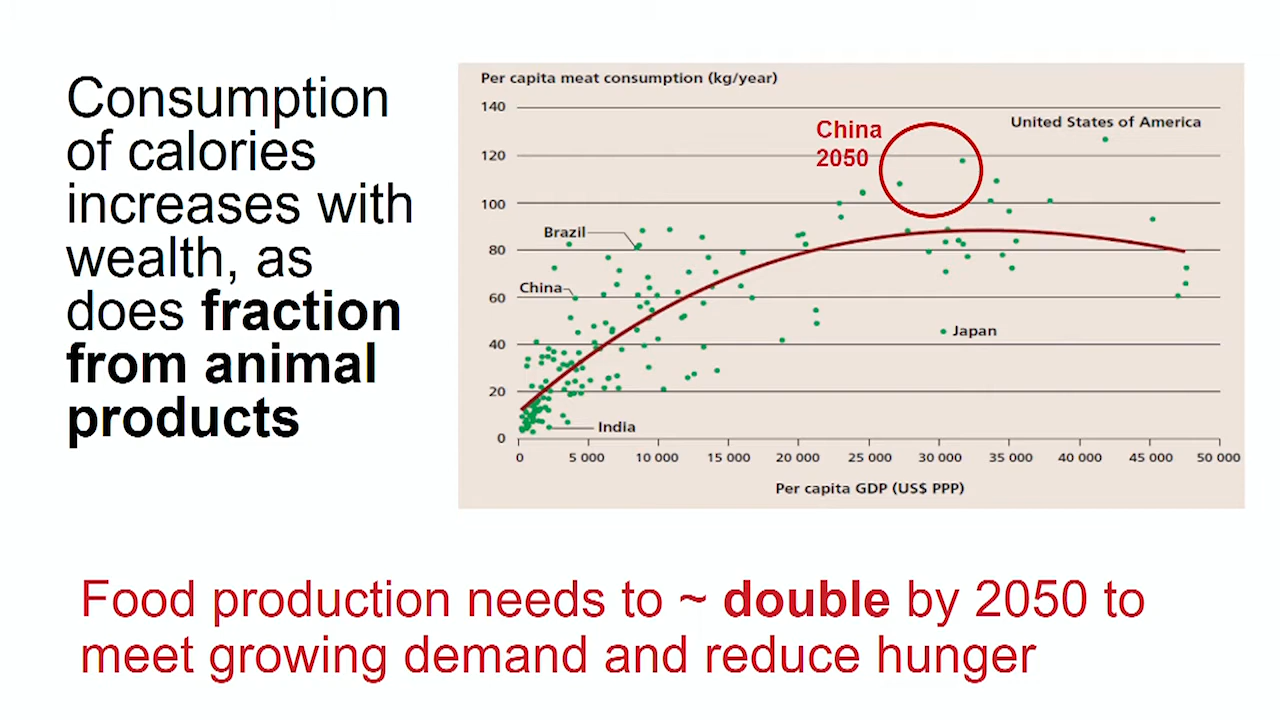 Consumption
of calories
increases with
wealth, as
does fraction
from animal
products
Per capita meat consumption (kg/year)
140
120
100
80
60
40
20
0
United States of America
China
2050
Brazil
China
Japan
India
0 5 000 10 000 15 000 20 000 25 000 30 000 35 000 40 000 45 000 50 000
Per capita GDP (US$ PPP)
Food production needs to ~ double by 2050 to
meet growing demand and reduce hunger